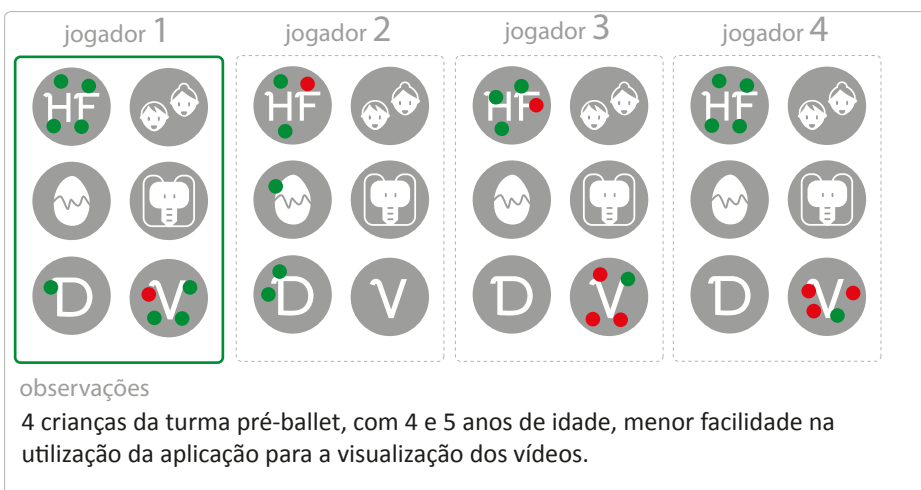 jogador 1 jogador 2 jogador 3 jogador 4
HF HF HF HF
D V D V D V D V
observações
4 crianças da turma pré-ballet, com 4 e 5 anos de idade, menor facilidade na
utilização da aplicação para a visualização dos vídeos.